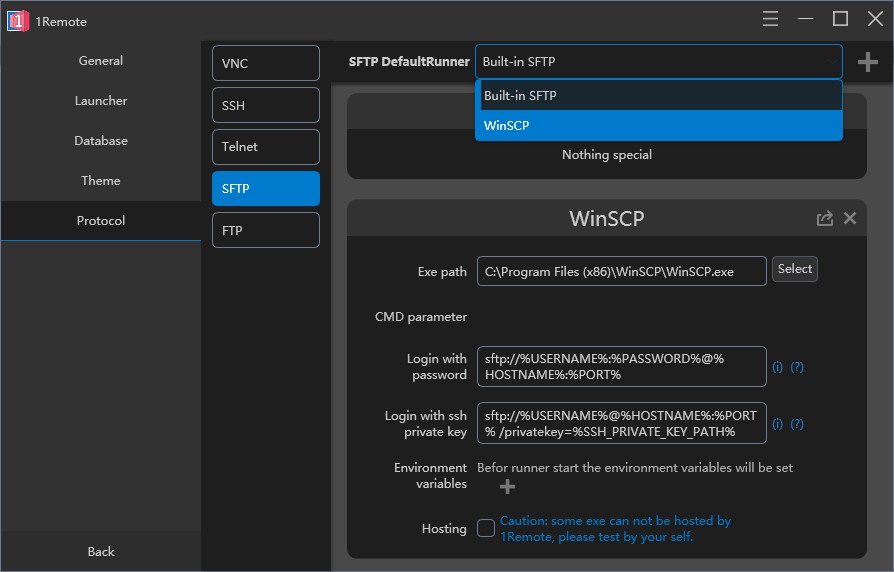 1 1Remote
General
Launcher
Database
Theme
Protocol
Back
VNC
SSH
Telnet
SFTP
FTP
SFTP DefaultRunner Built-in SFTP
Built-in SFTP
WinSCP
Nothing special
WinSCP
Exe path C:\Program Files (x86)\WinSCP\WinSCP.exe Select
CMD parameter
Login with
password
sftp://%USERNAME%:%PASSWORD%@%
HOSTNAME%:%PORT%
(i) (?)
Login with ssh
private key
sftp://%USERNAME%@%HOSTNAME%:%PORT
% /privatekey=%SSH_PRIVATE_KEY_PATH%
(i) (?)
Environment
variables
Befor runner start the environment variables will be set
Hosting
Caution: some exe can not be hosted by
1Remote, please test by your self.